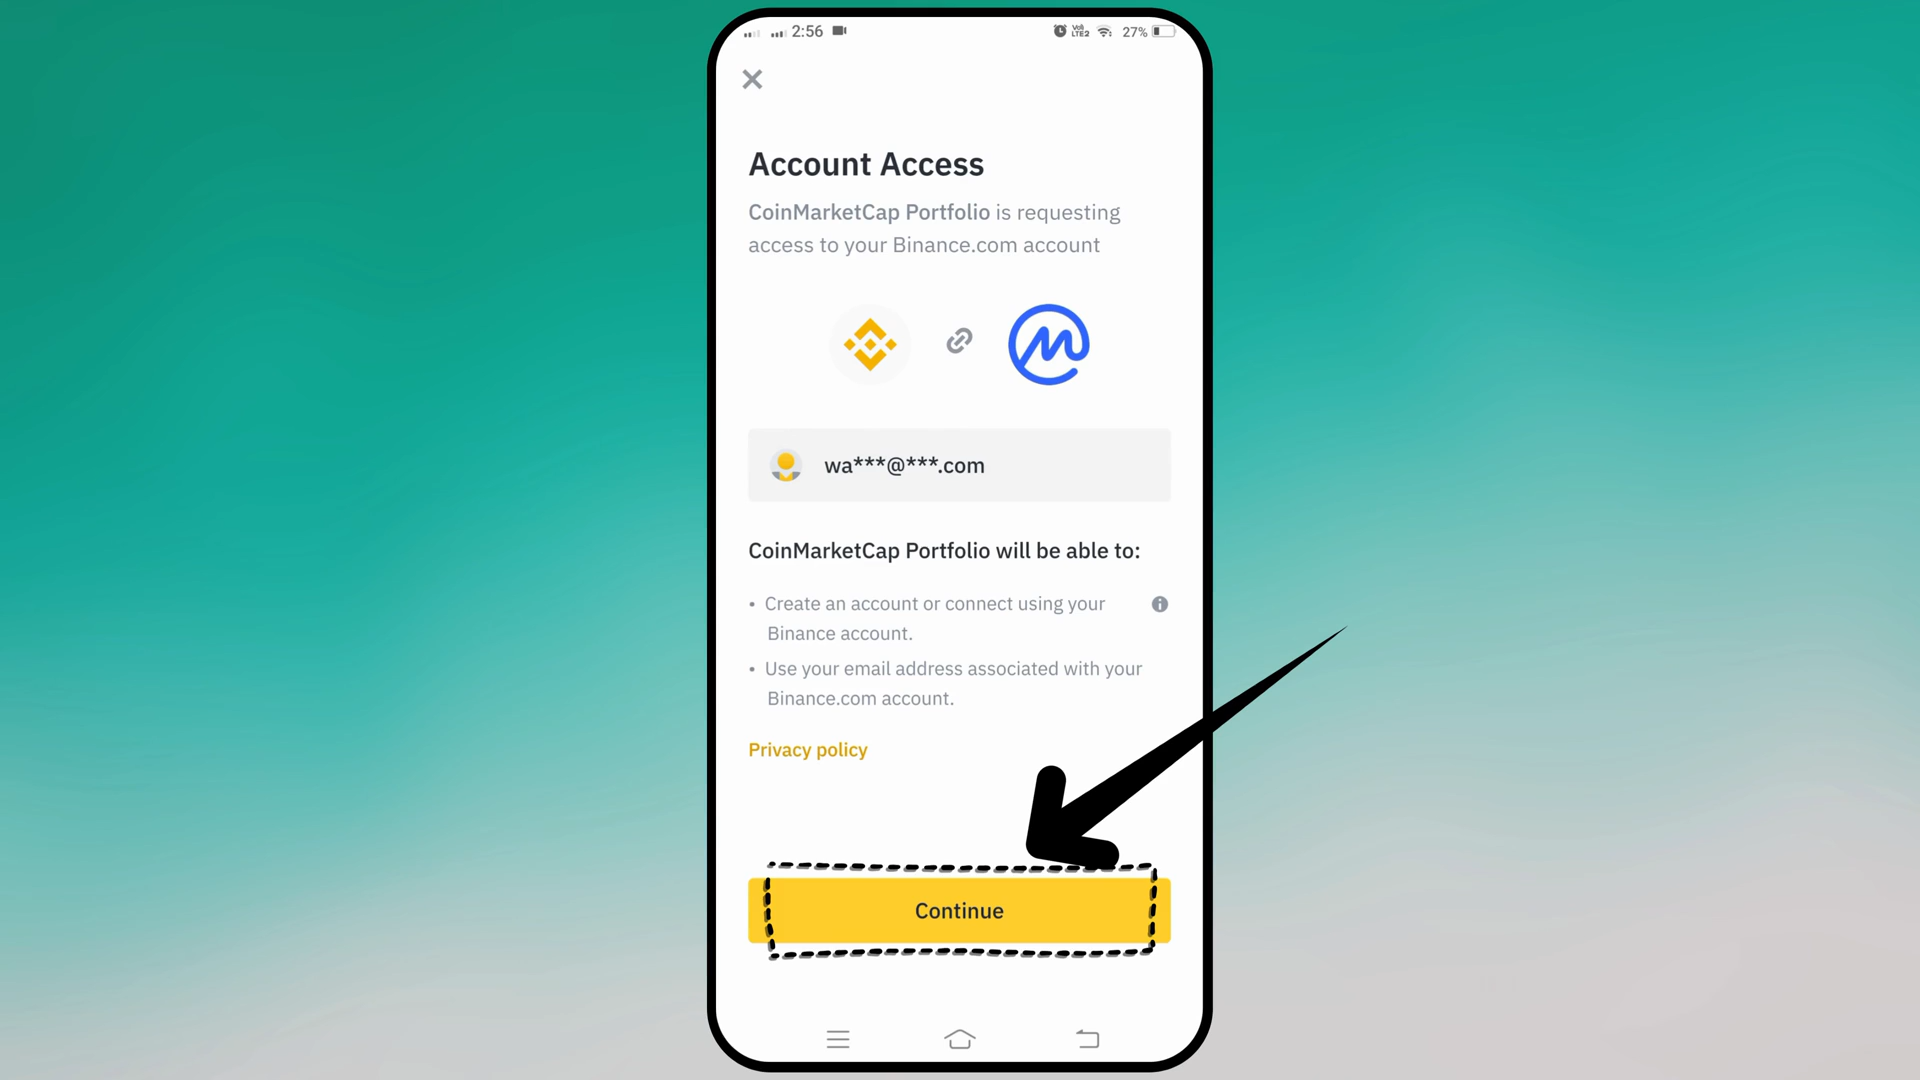 2:56
Vo)) LTE2 27%
Account Access
CoinMarketCap Portfolio is requesting
access to your Binance.com account
wa***@***.com
CoinMarketCap Portfolio will be able to:
• Create an account or connect using your
Binance account.
• Use your email address associated with your
Binance.com account.
Privacy policy
Continue